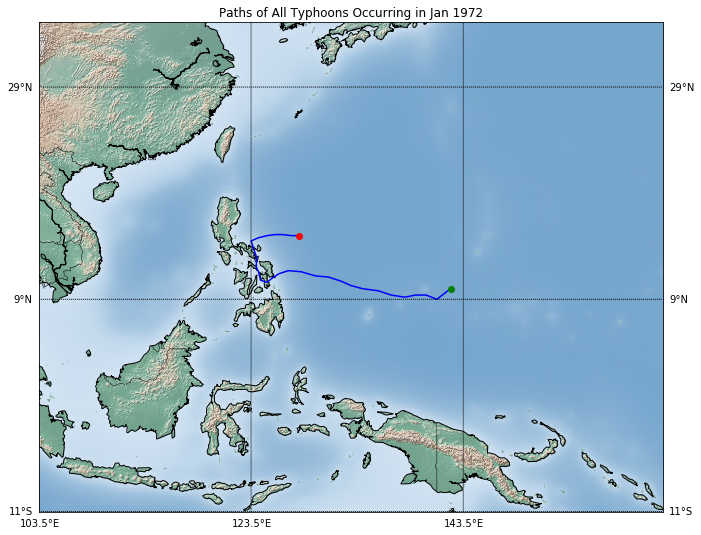 Paths of All Typhoons Occurring in Jan 1972
29°N 29°N
9°N 9°N
11°S 11°S
103.5°E 123.5°E 143.5°E